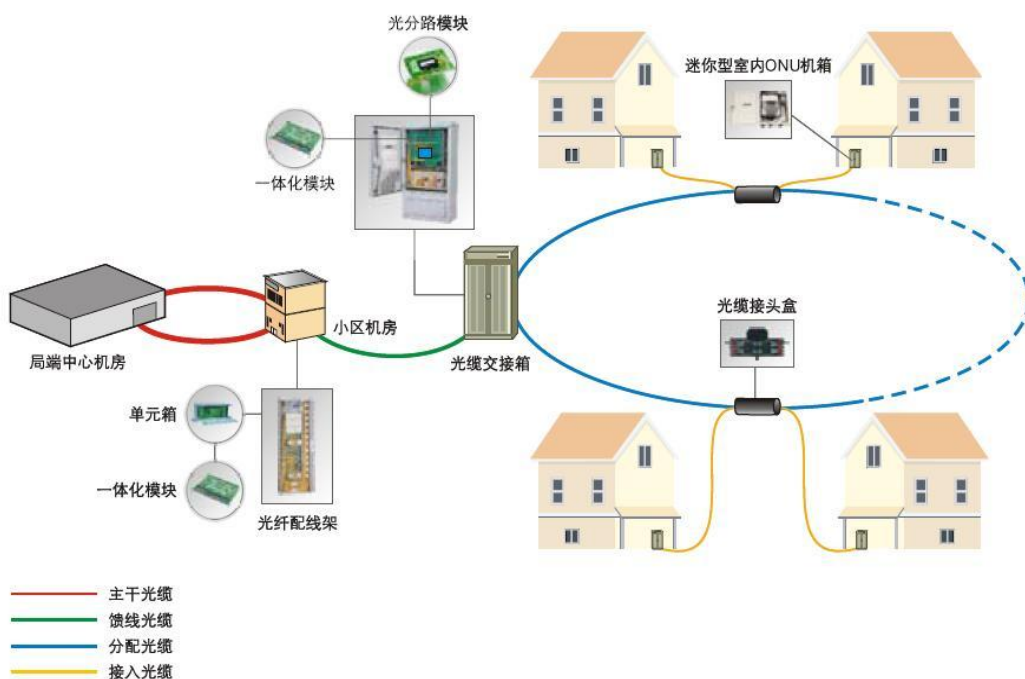 光分路模块
迷你型室内ONU机箱
一体化模块
光缆接头盒
小区机房
局端中心机房
光缆交接箱
单元箱
一体化模块
光纤配线架
主干光缆
馈线光缆
分配光缆
接入光缆